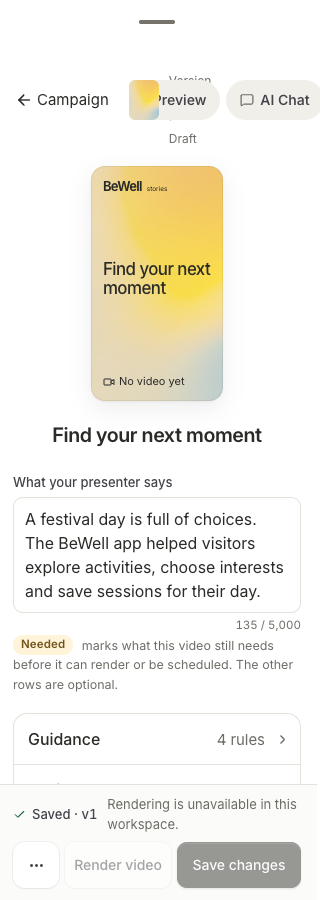 Campaign
Version
Preview
AI Chat
Draft
BeWell stories
Find your next
moment
No video yet
Find your next moment
What your presenter says
A festival day is full of choices.
The BeWell app helped visitors
explore activities, choose interests
and save sessions for their day.
135 / 5,000
Needed marks what this video still needs
before it can render or be scheduled. The other
rows are optional.
Guidance 4 rules
Saved · v1 Rendering is unavailable in this
workspace.
Render video
Save changes